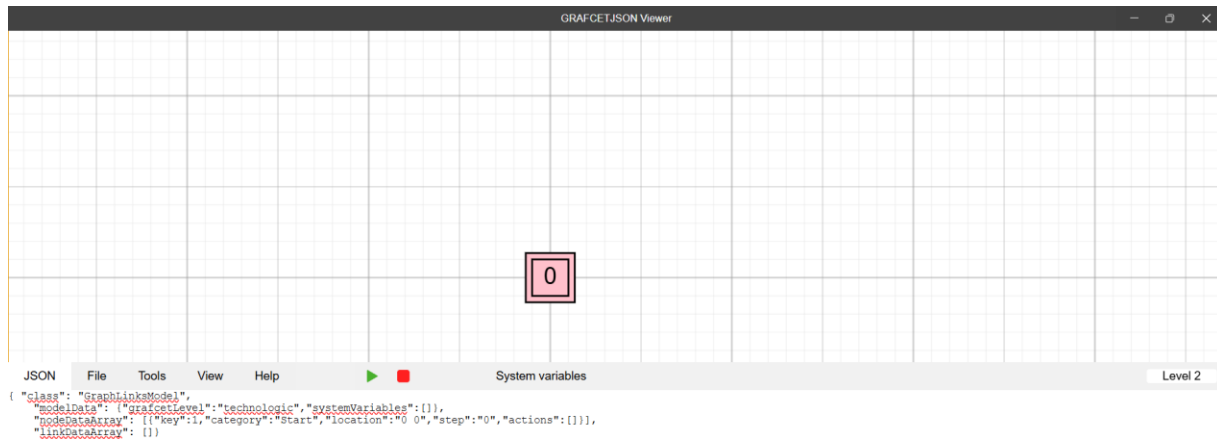 GRAFCETJSON Viewer
0
JSON File Tools View Help System variables Level 2
{ "class": "GraphLinksModel",
"modelData": {"grafcetLevel":"technologic","systemVariables":[]},
"nodeDataArray": [{"key":1,"category":"Start","location":"0 0","step":"0","actions":[]}],
"linkDataArray": []}